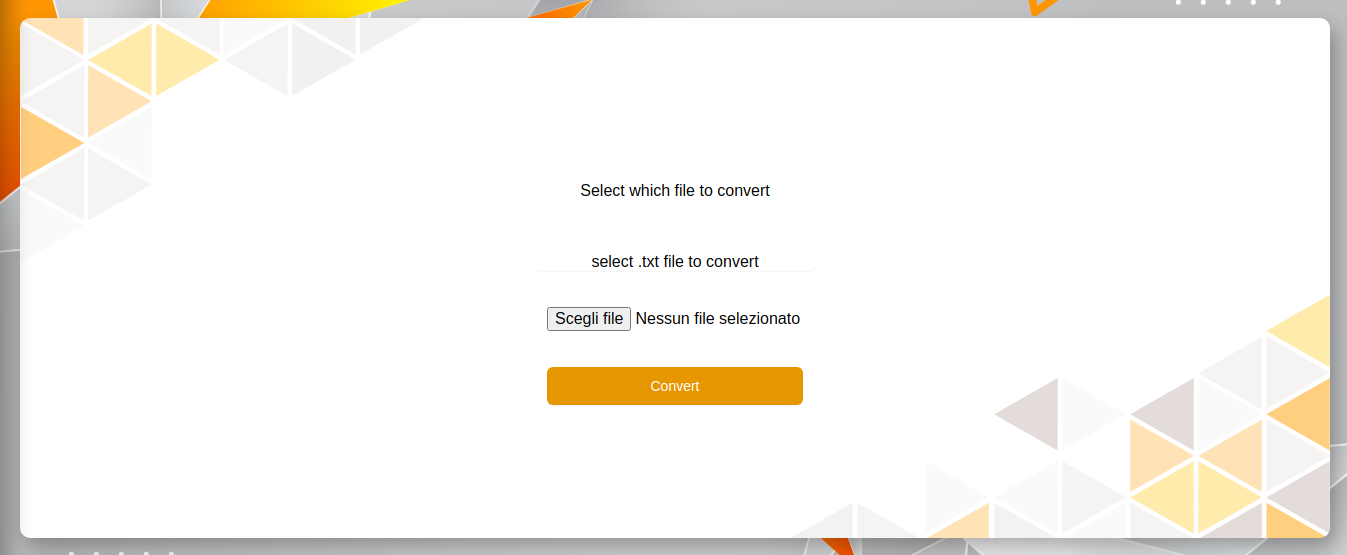 Select which file to convert
select .txt file to convert
Scegli file Nessun file selezionato
Convert